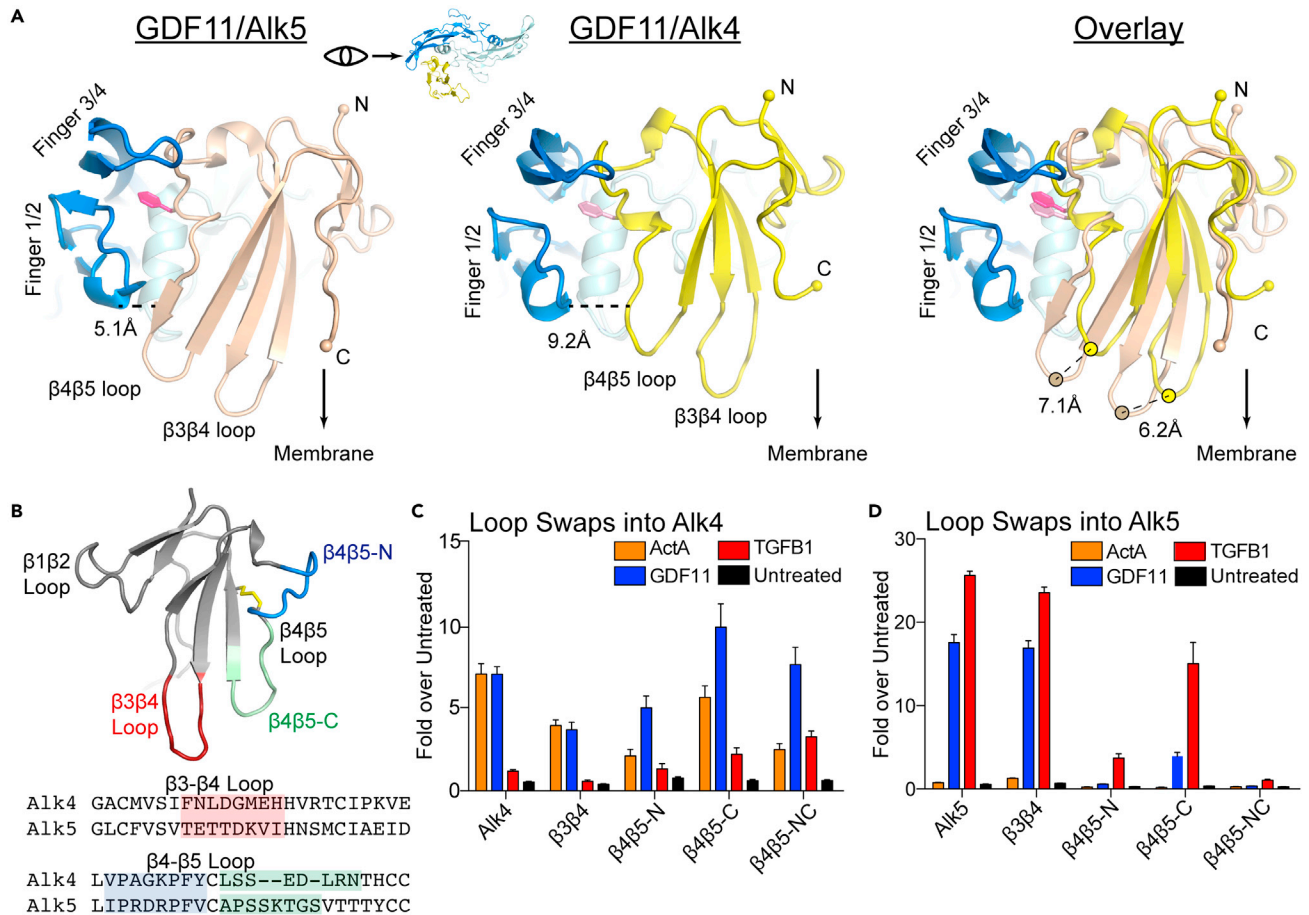 A
GDF11/Alk5
GDF11/Alk4
Overlay
Finger 3/4
N
Finger 1/2
5.1Å
C
β4β5 loop
β3β4 loop
Membrane
Finger 3/4
N
Finger 1/2
9.2Å
C
β4β5 loop
β3β4 loop
Membrane
Finger 3/4
N
Finger 1/2
C
7.1Å
6.2Å
Membrane
B
β1β2
Loop
β4β5-N
β4β5
Loop
β3β4
Loop
β4β5-C
β3-β4 Loop
Alk4 GACMVSIFNLDGMEHHVRTCIPKVE
Alk5 GLCFVSVTETTDKVIHNSMCIAEID
β4-β5 Loop
Alk4 LVPAGKPFYCLSS--ED-LRNTHCC
Alk5 LIPRDRPFVCAPSSKTGSVTTTYCC
C
Loop Swaps into Alk4
ActA
TGFB1
GDF11
Untreated
Fold over Untreated
15
10
5
0
Alk4
β3β4
β4β5-N
β4β5-C
β4β5-NC
D
Loop Swaps into Alk5
ActA
TGFB1
GDF11
Untreated
Fold over Untreated
30
20
10
0
Alk5
β3β4
β4β5-N
β4β5-C
β4β5-NC